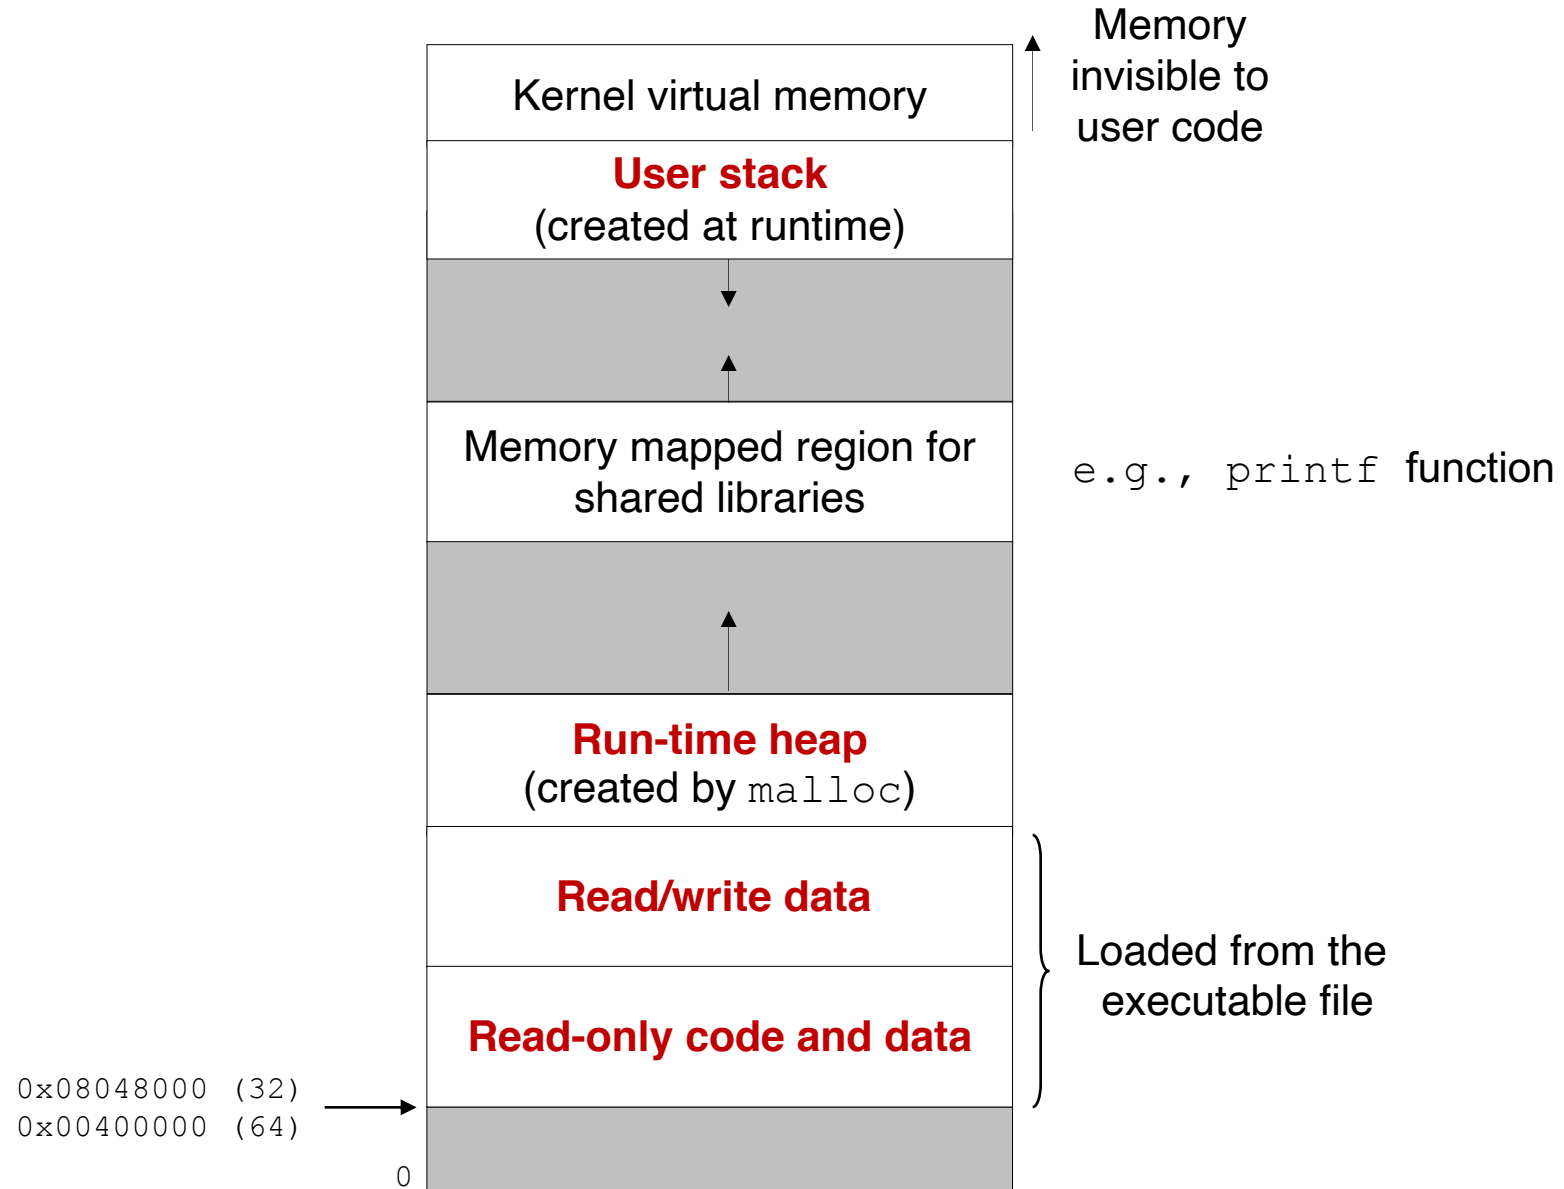 Memory
invisible to
user code
Kernel virtual memory
User stack
(created at runtime)
Memory mapped region for
shared libraries
e.g., printf function
Run-time heap
(created by malloc)
Read/write data
Loaded from the
executable file
Read-only code and data
0x08048000 (32)
0x00400000 (64)
0